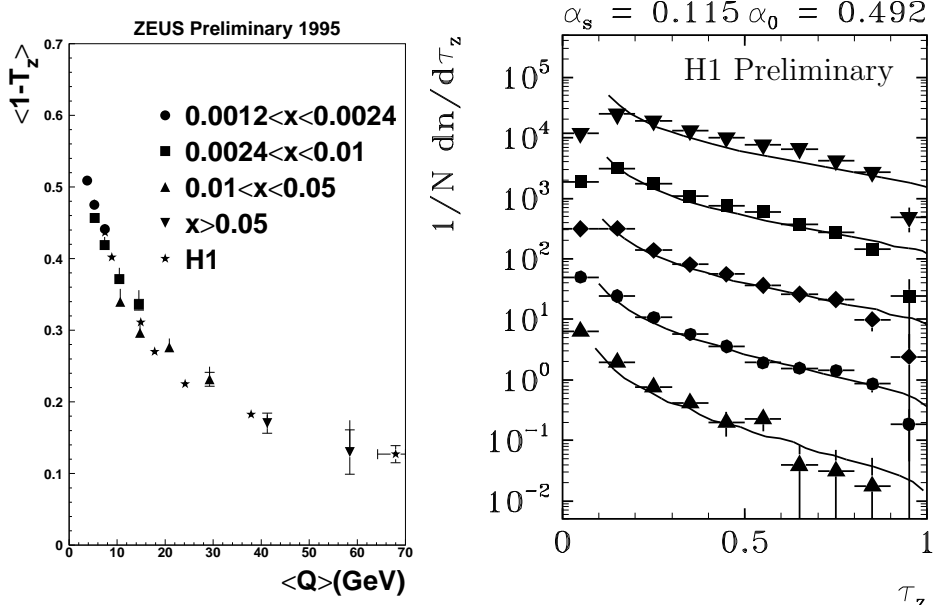 ZEUS Preliminary 1995
<1-T_z>
0.7
0.6
0.5
0.4
0.3
0.2
0.1
0
0 10 20 30 40 50 60 70
<Q>(GeV)
0.0012<x<0.0024
0.0024<x<0.01
0.01<x<0.05
x>0.05
H1
α_s = 0.115 α_0 = 0.492
H1 Preliminary
1/N dn/dτ_z
10^5
10^4
10^3
10^2
10^1
10^0
10^-1
10^-2
0 0.5 1
τ_z